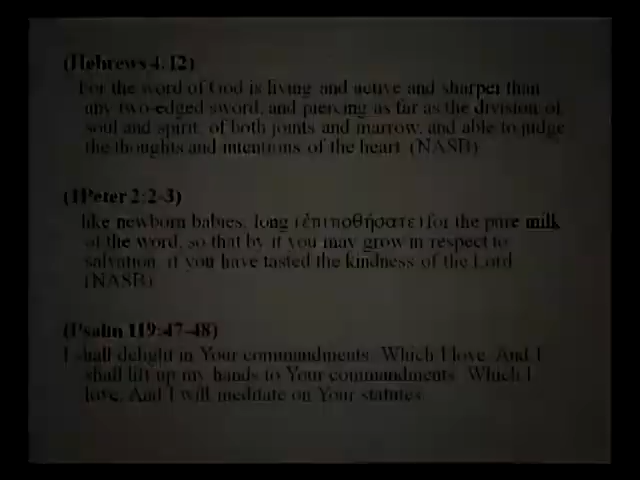 (Hebrews 4:12)
For the word of God is living and active and sharper than
any two-edged sword, and piercing as far as the division of
soul and spirit, of both joints and marrow, and able to judge
the thoughts and intentions of the heart. (NASB)
(1Peter 2:2-3)
like newborn babies, long (ἐπιποθήσατε) for the pure milk
of the word, so that by it you may grow in respect to
salvation, if you have tasted the kindness of the Lord.
(NASB)
(Psalm 119:47-48)
I shall delight in Your commandments, Which I love. And I
shall lift up my hands to Your commandments, Which I
love; And I will meditate on Your statutes.